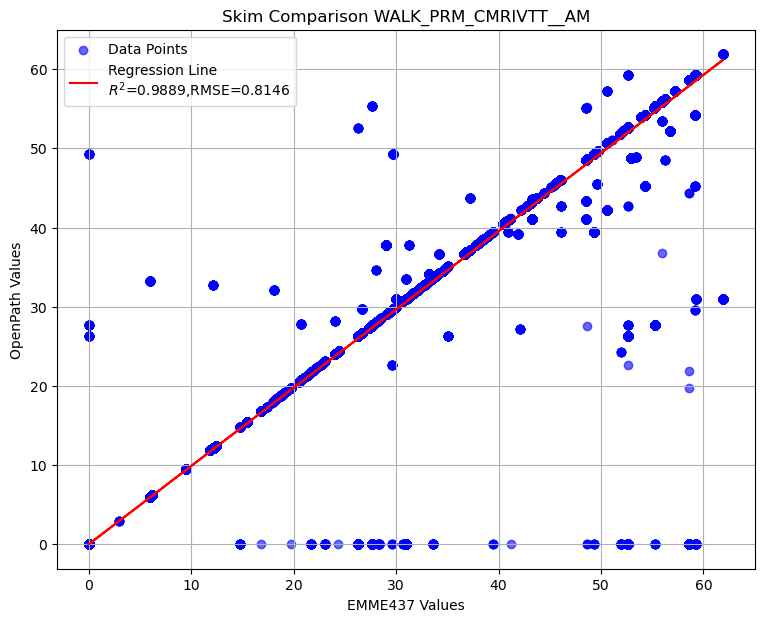 Skim Comparison WALK_PRM_CMRIVTT__AM
Data Points
Regression Line
R²=0.9889,RMSE=0.8146
60
50
40
30
20
10
0
OpenPath Values
0 10 20 30 40 50 60
EMME437 Values